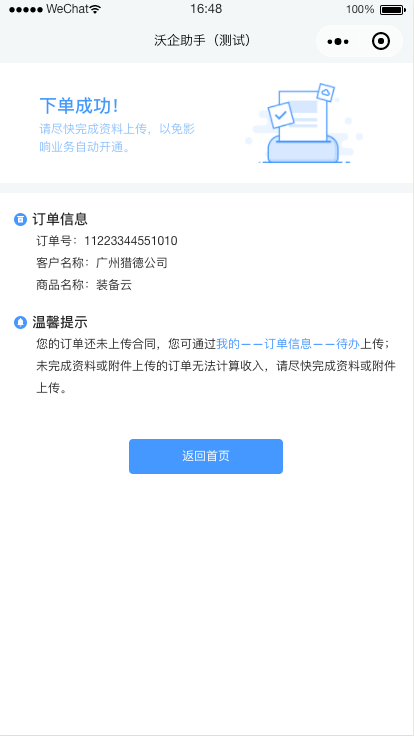 WeChat 16:48 100%
沃企助手（测试）
下单成功！
请尽快完成资料上传，以免影
响业务自动开通。
订单信息
订单号：11223344551010
客户名称：广州猎德公司
商品名称：装备云
温馨提示
您的订单还未上传合同，您可通过我的－－订单信息－－待办上传；
未完成资料或附件上传的订单无法计算收入，请尽快完成资料或附件
上传。
返回首页